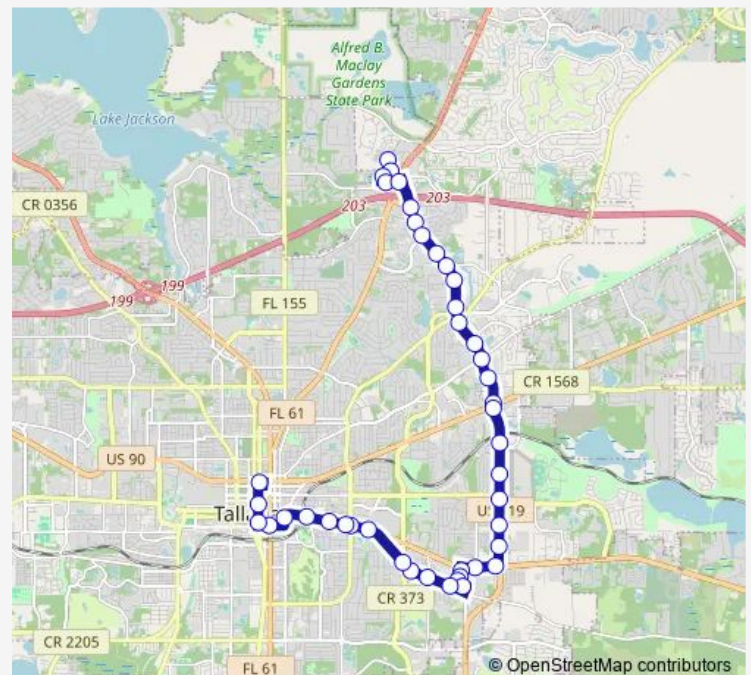 Alfred B.
Maclay
Gardens
State Park
Lake Jackson
CR 0356
203
203
199
199
FL 155
CR 1568
FL 61
US 90
Tall
CR 373
CR 2205
FL 61
© OpenStreetMap contributors